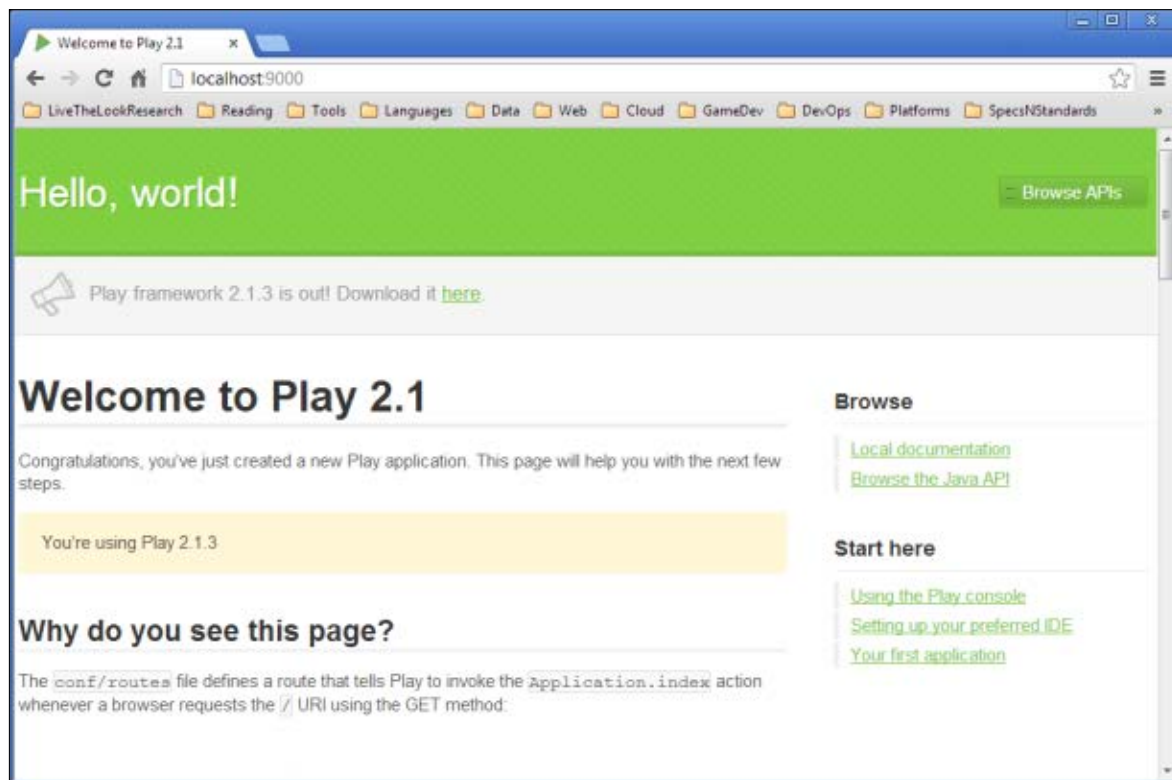 Welcome to Play 2.1
localhost:9000
LiveTheLookResearch Reading Tools Languages Data Web Cloud GameDev DevOps Platforms SpecsNStandards »
Hello, world!
Browse APIs
Play framework 2.1.3 is out! Download it here.
Welcome to Play 2.1
Congratulations, you've just created a new Play application. This page will help you with the next few
steps.
You're using Play 2.1.3
Why do you see this page?
The conf/routes file defines a route that tells Play to invoke the Application.index action
whenever a browser requests the / URI using the GET method:
Browse
Local documentation
Browse the Java API
Start here
Using the Play console
Setting up your preferred IDE
Your first application